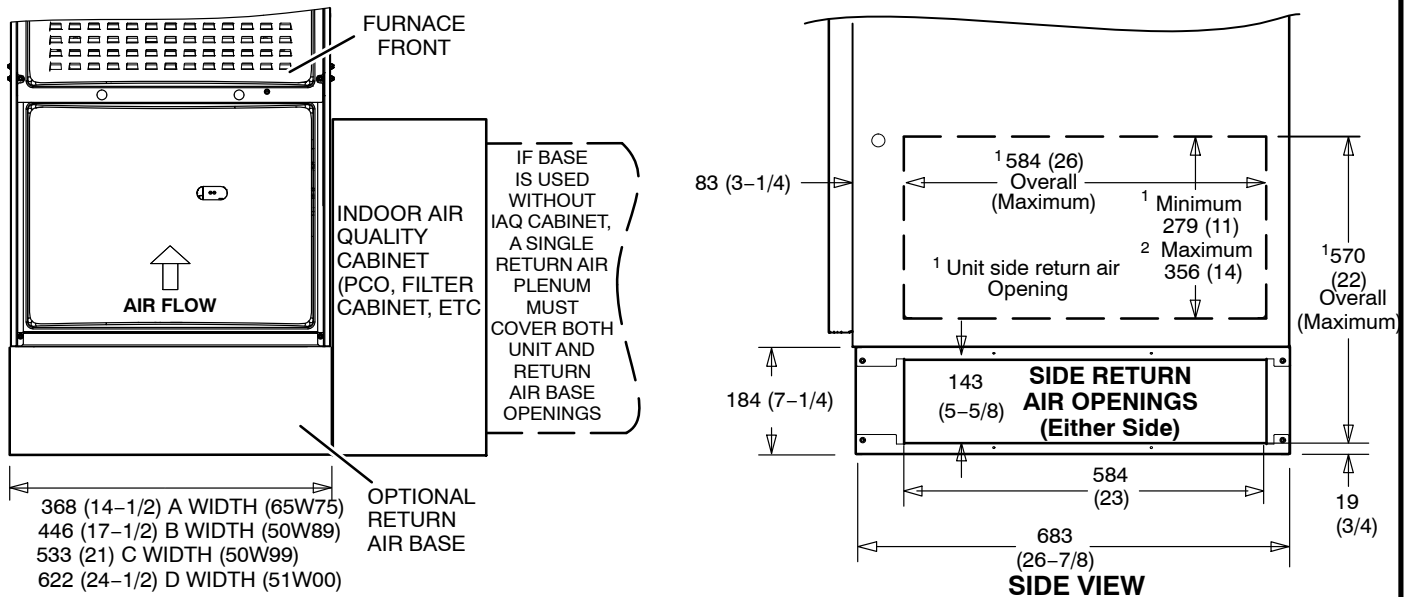 FURNACE
FRONT
INDOOR AIR
QUALITY
CABINET
(PCO, FILTER
CABINET, ETC
IF BASE
IS USED
WITHOUT
IAQ CABINET,
A SINGLE
RETURN AIR
PLENUM
MUST
COVER BOTH
UNIT AND
RETURN
AIR BASE
OPENINGS
AIR FLOW
368 (14–1/2) A WIDTH (65W75)
446 (17–1/2) B WIDTH (50W89)
533 (21) C WIDTH (50W99)
622 (24–1/2) D WIDTH (51W00)
OPTIONAL
RETURN
AIR BASE
83 (3–1/4)
1 584 (26)
Overall
(Maximum)
1 Minimum
279 (11)
2 Maximum
356 (14)
1 Unit side return air
Opening
1570
(22)
Overall
(Maximum)
184 (7–1/4)
143
(5–5/8)
SIDE RETURN
AIR OPENINGS
(Either Side)
584
(23)
19
(3/4)
683
(26–7/8)
SIDE VIEW